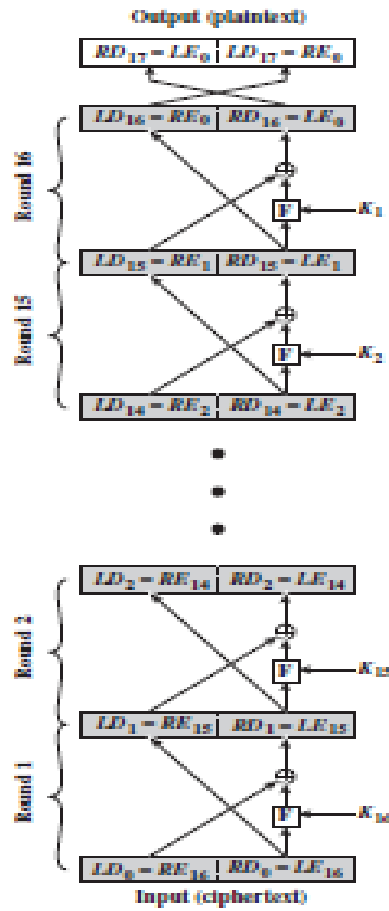 Output (plaintext)
RD₁₇ = LE₀ LD₁₇ = RE₀
LD₁₆ = RE₀ RD₁₆ = LE₀
Round 16
F
K₁
LD₁₅ = RE₁ RD₁₅ = LE₁
Round 15
F
K₂
LD₁₄ = RE₂ RD₁₄ = LE₂
LD₂ = RE₁₄ RD₂ = LE₁₄
Round 2
F
K₁₅
LD₁ = RE₁₅ RD₁ = LE₁₅
Round 1
F
K₁₆
LD₀ = RE₁₆ RD₀ = LE₁₆
Input (ciphertext)